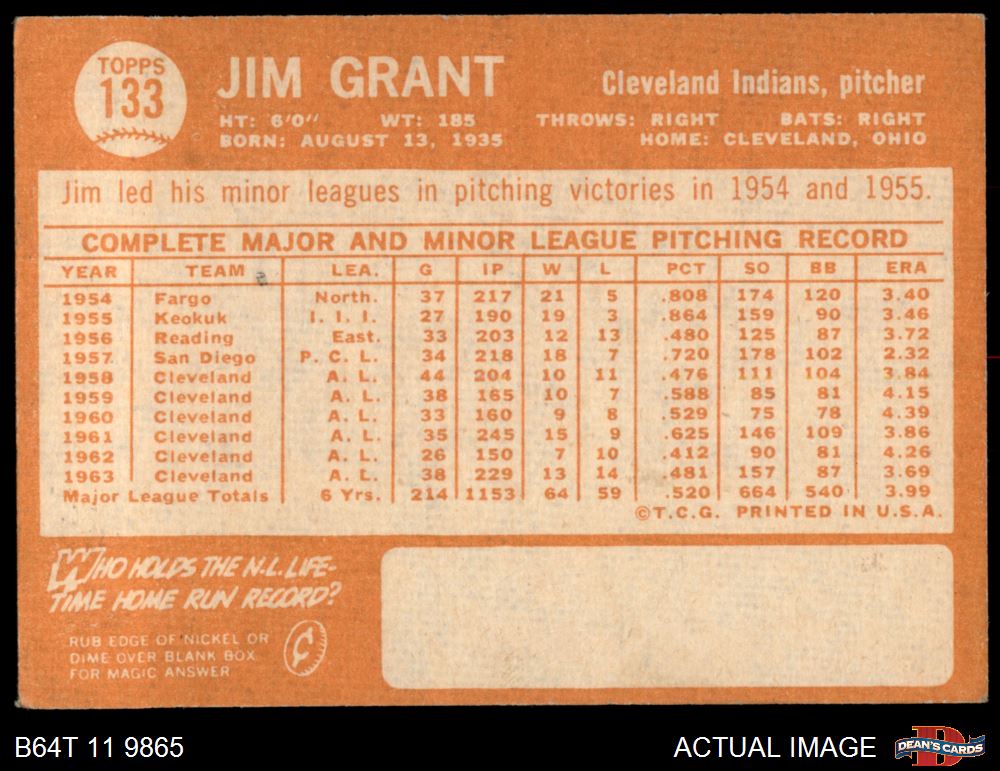 TOPPS
133
JIM GRANT
Cleveland Indians, pitcher
HT: 6'0" WT: 185 THROWS: RIGHT BATS: RIGHT
BORN: AUGUST 13, 1935 HOME: CLEVELAND, OHIO
Jim led his minor leagues in pitching victories in 1954 and 1955.
COMPLETE MAJOR AND MINOR LEAGUE PITCHING RECORD
YEAR TEAM LEA. G IP W L PCT SO BB ERA
1954 Fargo North. 37 217 21 5 .808 174 120 3.40
1955 Keokuk I. I. I. 27 190 19 3 .864 159 90 3.46
1956 Reading East. 33 203 12 13 .480 125 87 3.72
1957 San Diego P. C. L. 34 218 18 7 .720 178 102 2.32
1958 Cleveland A. L. 44 204 10 11 .476 111 104 3.84
1959 Cleveland A. L. 38 165 10 7 .588 85 81 4.15
1960 Cleveland A. L. 33 160 9 8 .529 75 78 4.39
1961 Cleveland A. L. 35 245 15 9 .625 146 109 3.86
1962 Cleveland A. L. 26 150 7 10 .412 90 81 4.26
1963 Cleveland A. L. 38 229 13 14 .481 157 87 3.69
Major League Totals 6 Yrs. 214 1153 64 59 .520 664 540 3.99
©T.C.G. PRINTED IN U.S.A.
WHO HOLDS THE N.L. LIFE-
TIME HOME RUN RECORD?
RUB EDGE OF NICKEL OR
DIME OVER BLANK BOX
FOR MAGIC ANSWER
¢
B64T 11 9865
ACTUAL IMAGE
D
DEAN'S CARDS